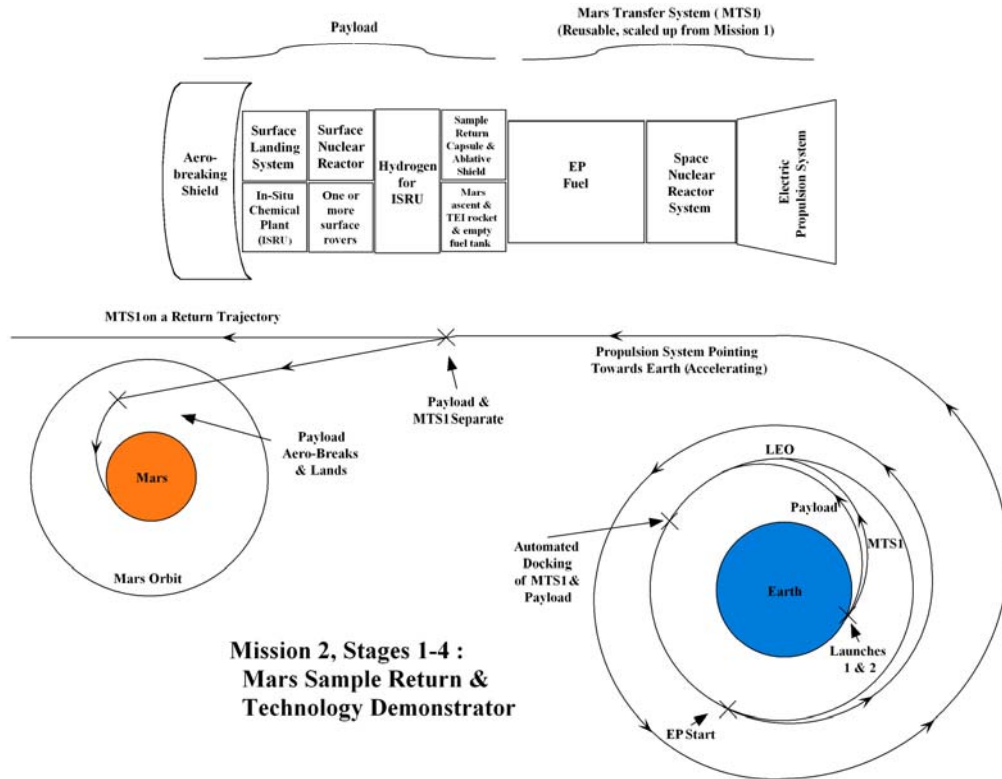 Payload
Mars Transfer System ( MTS1)
(Reusable, scaled up from Mission 1)
Aero-
breaking
Shield
Surface
Landing
System
In-Situ
Chemical
Plant
(ISRU)
Surface
Nuclear
Reactor
One or
more
surface
rovers
Hydrogen
for
ISRU
Sample
Return
Capsule &
Ablative
Shield
Mars
ascent &
TEI rocket
& empty
fuel tank
EP
Fuel
Space
Nuclear
Reactor
System
Electric
Propulsion System
MTS1 on a Return Trajectory
Propulsion System Pointing
Towards Earth (Accelerating)
Payload &
MTS1 Separate
Payload
Aero-Breaks
& Lands
Mars
Mars Orbit
LEO
Payload
MTS1
Automated
Docking
of MTS1 &
Payload
Earth
Launches
1 & 2
EP Start
Mission 2, Stages 1-4 :
Mars Sample Return &
Technology Demonstrator